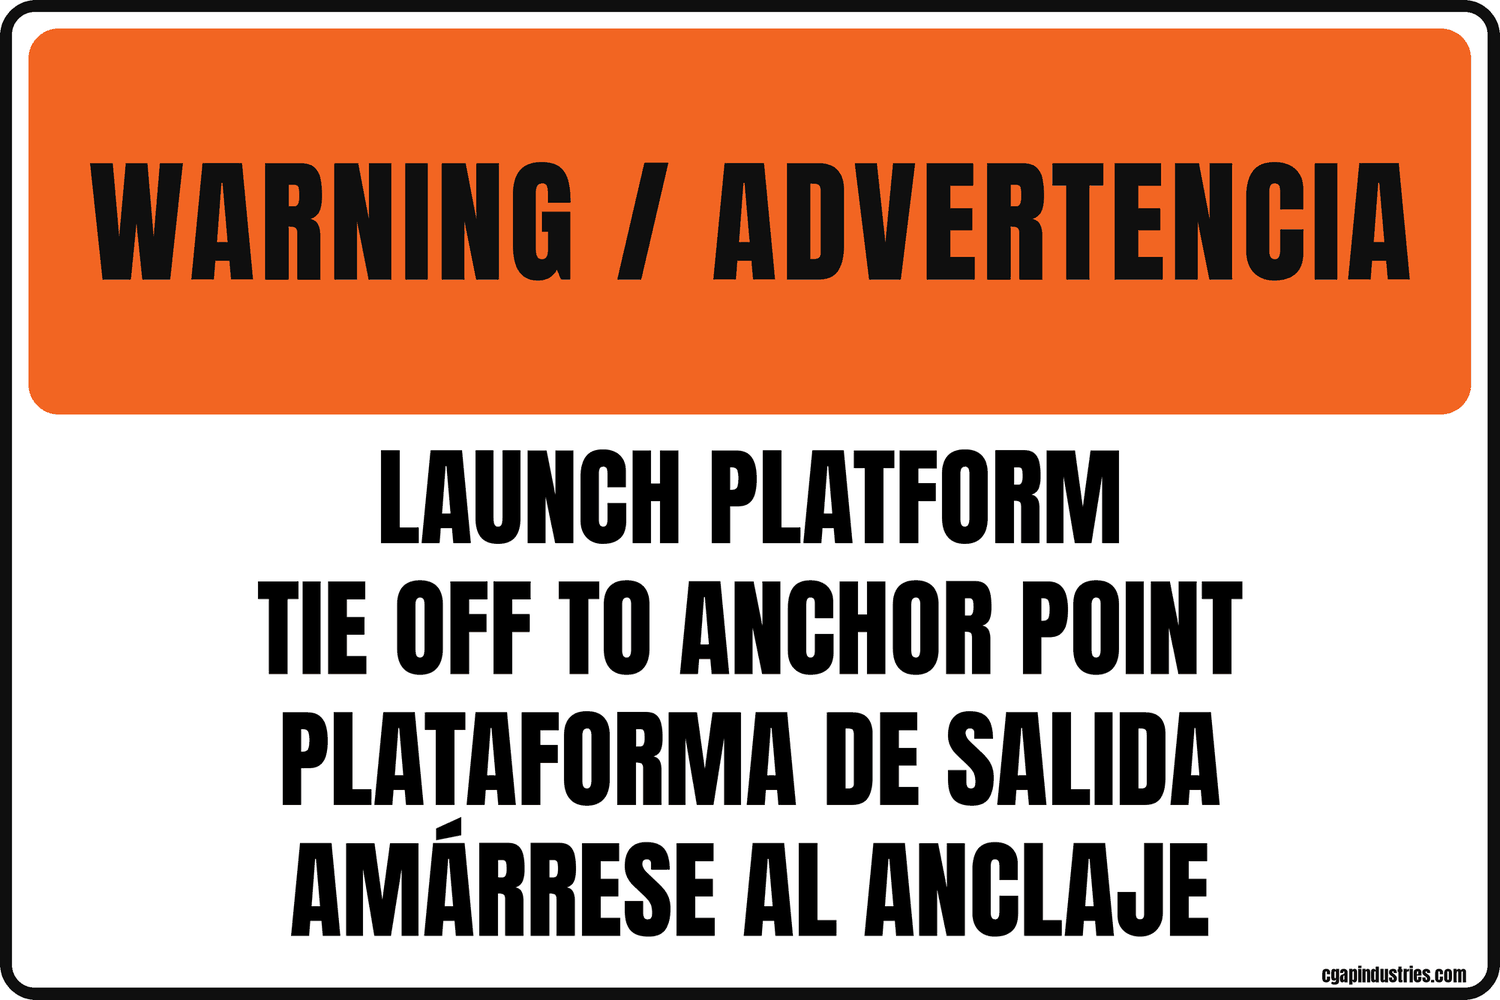 WARNING / ADVERTENCIA
LAUNCH PLATFORM
TIE OFF TO ANCHOR POINT
PLATAFORMA DE SALIDA
AMÁRRESE AL ANCLAJE
cgapindustries.com